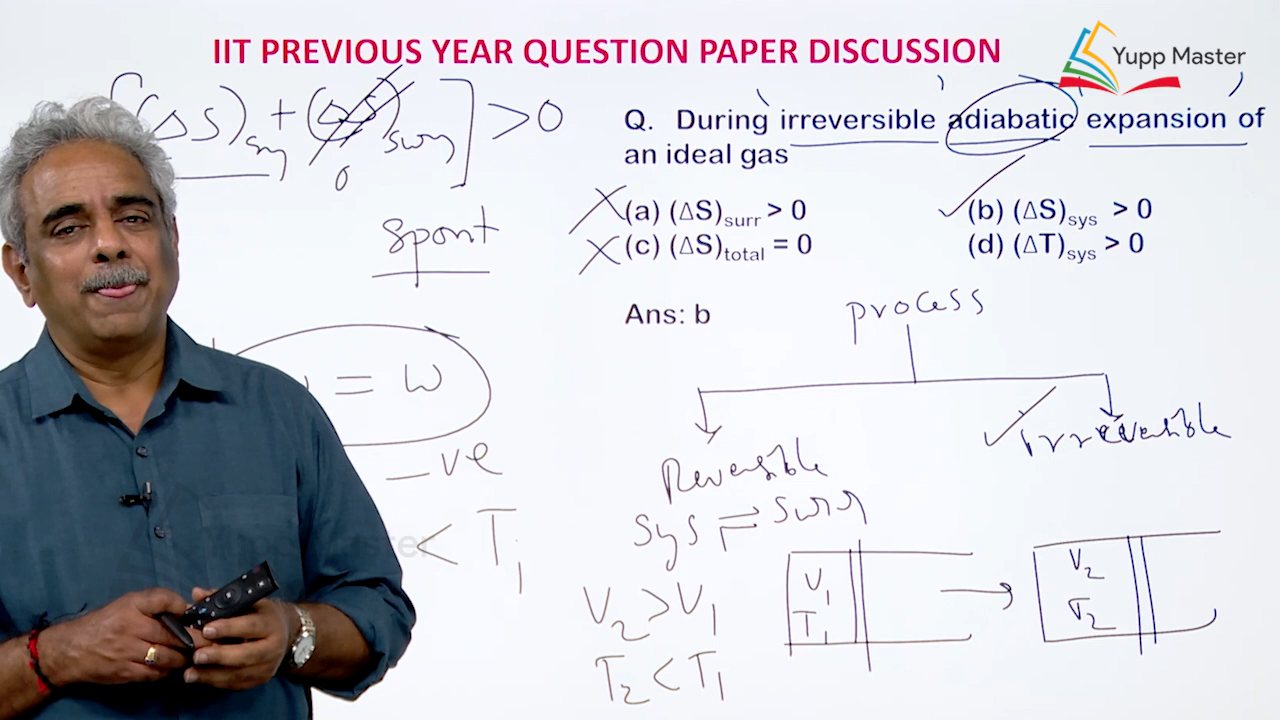 IIT PREVIOUS YEAR QUESTION PAPER DISCUSSION
Yupp Master
(ΔS)sys + (ΔS)surr ] > 0
0
spont
= w
-ve
< T1
Q. During irreversible adiabatic expansion of
an ideal gas
(a) (ΔS)surr > 0
(b) (ΔS)sys > 0
(c) (ΔS)total = 0
(d) (ΔT)sys > 0
Ans: b
process
Reversible
irreversible
sys ⇌ surr
V2 > V1
T2 < T1
V1
T1
→
V2
T2
Yupp Master